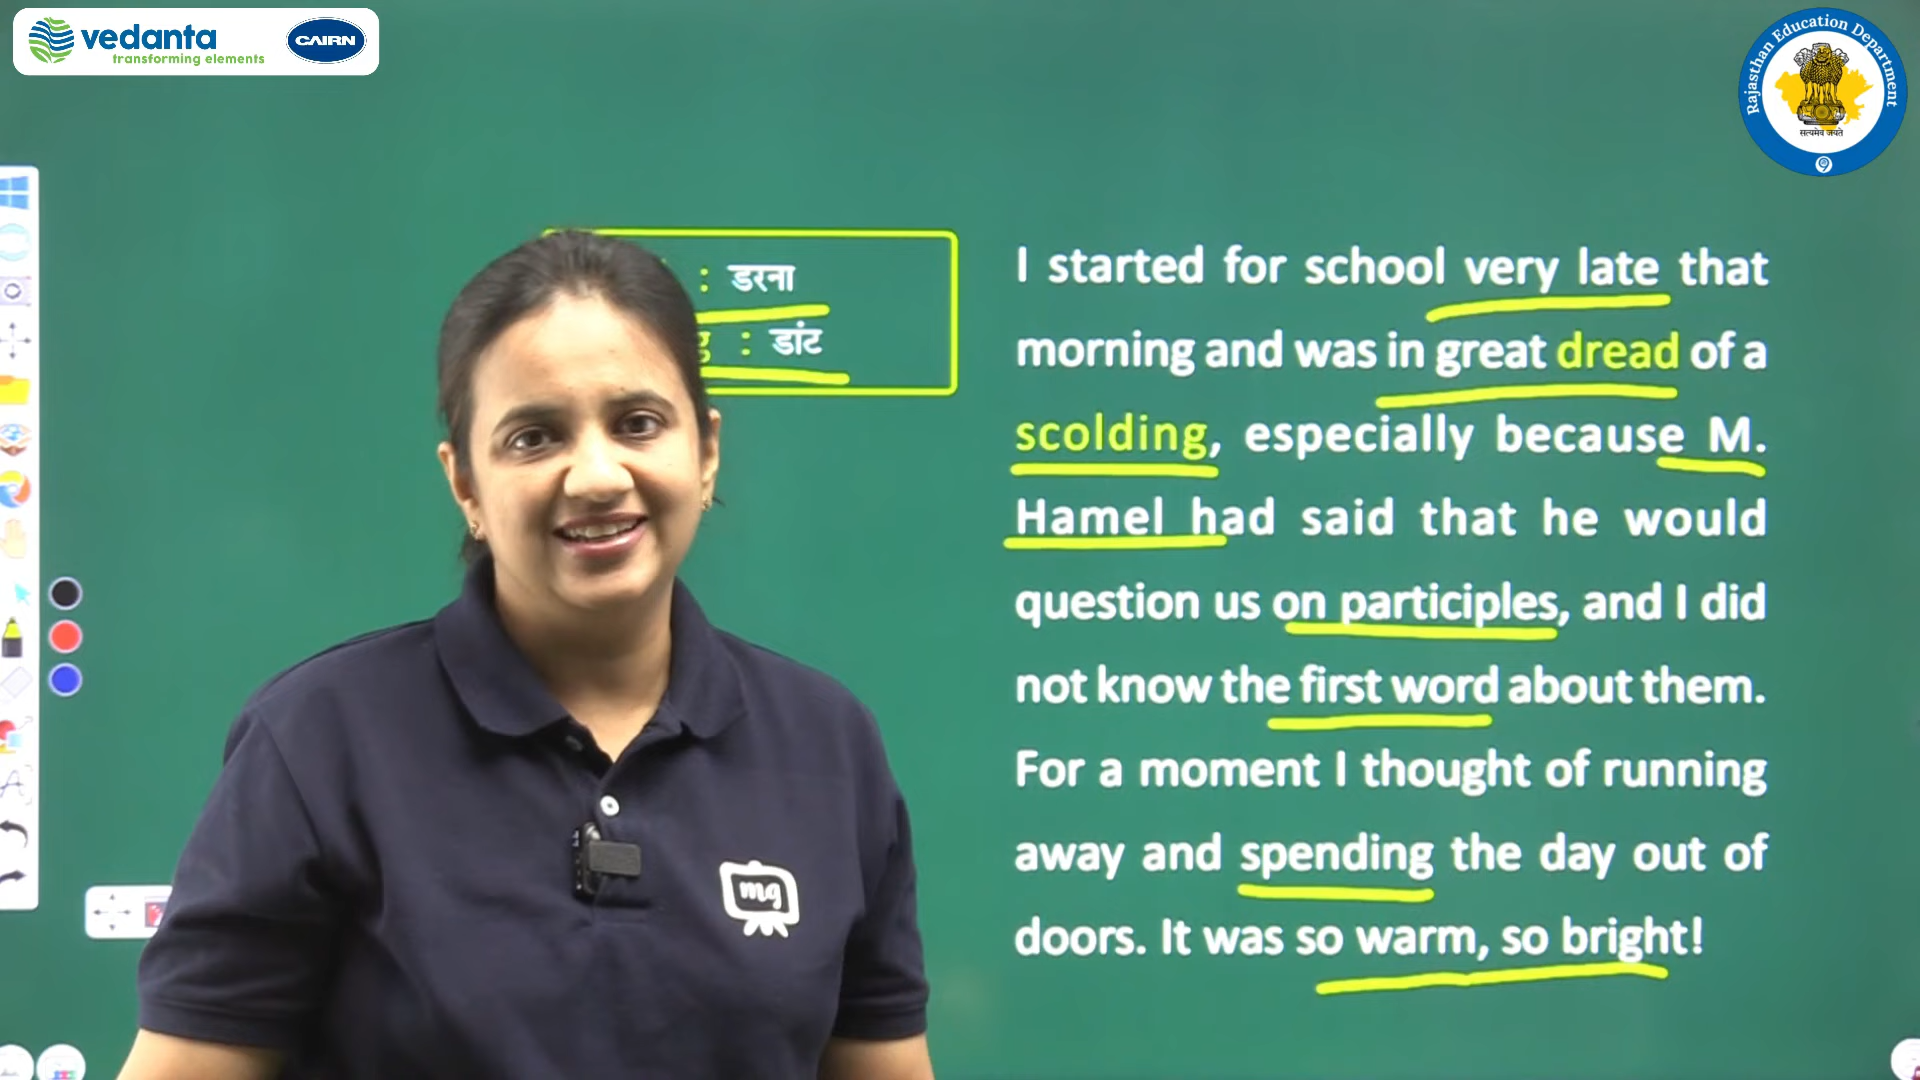 vedanta
transforming elements
CAIRN
Rajasthan Education Department
सत्यमेव जयते
: डरना
: डांट
I started for school very late that
morning and was in great dread of a
scolding, especially because M.
Hamel had said that he would
question us on participles, and I did
not know the first word about them.
For a moment I thought of running
away and spending the day out of
doors. It was so warm, so bright!
mg